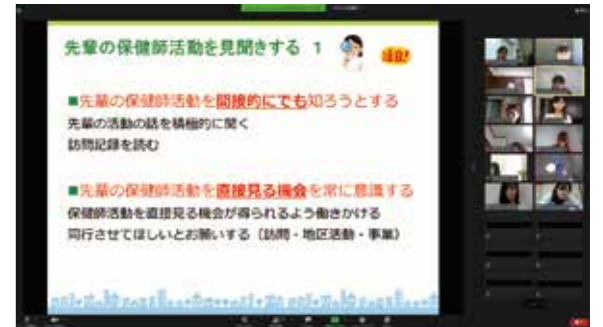 先輩の保健師活動を見聞きする 1
■先輩の保健師活動を間接的にでも知ろうとする
先輩の活動の話を積極的に聞く
訪問記録を読む
■先輩の保健師活動を直接見る機会を常に意識する
保健師活動を直接見る機会が得られるよう働きかける
同行させてほしいとお願いする（訪問・地区活動・事業）